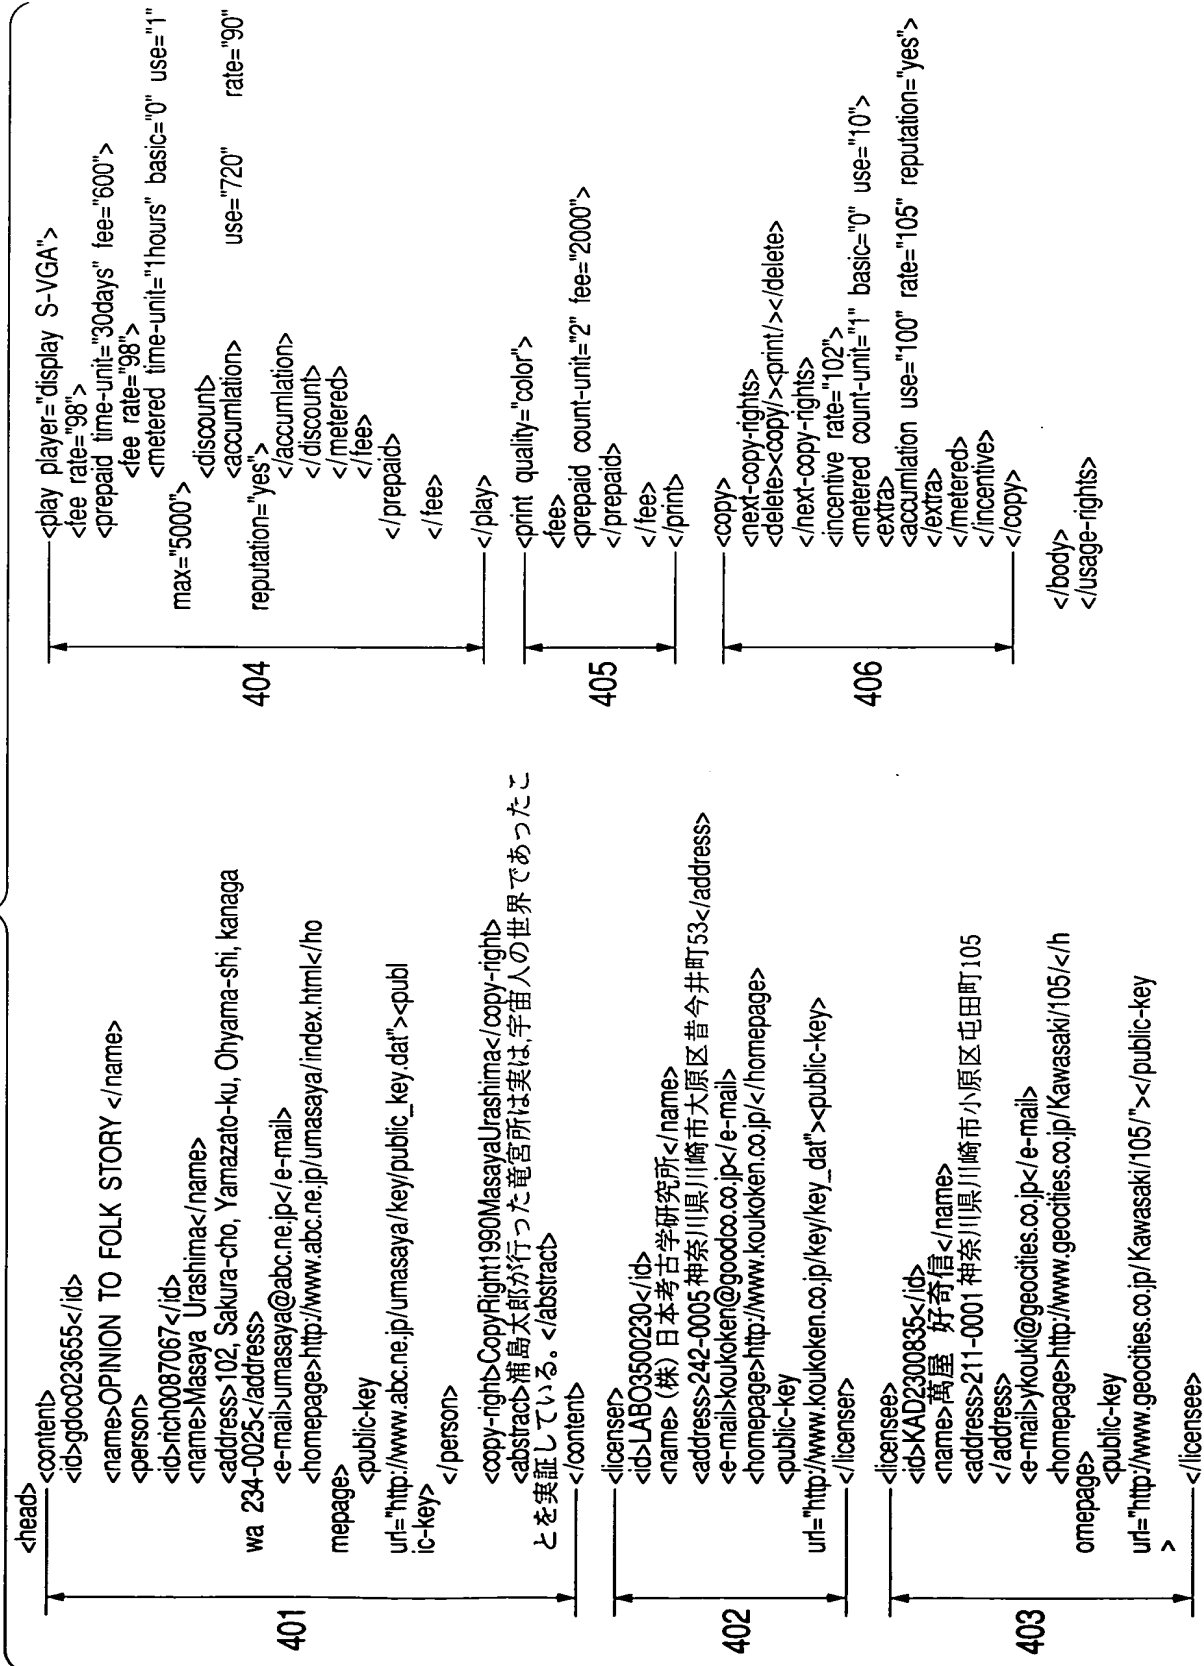 <head>
<content>
<id>gdoc023655</id>
<name>OPINION TO FOLK STORY </name>
<person>
<id>rich0087067</id>
<name>Masaya Urashima</name>
<address>102, Sakura-cho, Yamazato-ku, Ohyama-shi, kanaga
wa 234-0025</address>
<e-mail>umasaya@abc.ne.jp</e-mail>
<homepage>http://www.abc.ne.jp/umasaya/index.html</ho
mepage>
<public-key
url="http://www.abc.ne.jp/umasaya/key/public_key.dat"><publ
ic-key>
</person>
<copy-right>CopyRight1990MasayaUrashima</copy-right>
<abstract>浦島太郎が行った竜宮所は実は,宇宙人の世界であったこ
とを実証している。</abstract>
</content>
401
<licenser>
<id>LABO3500230</id>
<name> (株) 日本考古学研究所</name>
<address>242-0005 神奈川県川崎市大原区昔今井町53</address>
<e-mail>koukoken@goodco.co.jp</e-mail>
<homepage>http://www.koukoken.co.jp/</homepage>
<public-key
url="http://www.koukoken.co.jp/key/key_dat"><public-key>
</licenser>
402
<licensee>
<id>KAD2300835</id>
<name>萬屋 好奇信</name>
<address>211-0001 神奈川県川崎市小原区屯田町105
</address>
<e-mail>ykouki@geocities.co.jp</e-mail>
<homepage>http://www.geocities.co.jp/Kawasaki/105/</h
omepage>
<public-key
url="http://www.geocities.co.jp/Kawasaki/105/"></public-key
>
</licensee>
403
<play player="display S-VGA">
<fee rate="98">
<prepaid time-unit="30days" fee="600">
<fee rate="98">
<metered time-unit="1hours" basic="0" use="1"
max="5000">
<discount>
<accumlation> use="720" rate="90"
reputation="yes">
</accumlation>
</discount>
</metered>
</fee>
</prepaid>
</fee>
</play>
404
<print quality="color">
<fee>
<prepaid count-unit="2" fee="2000">
</prepaid>
</fee>
</print>
405
<copy>
<next-copy-rights>
<delete><copy/><print/></delete>
</next-copy-rights>
<incentive rate="102">
<metered count-unit="1" basic="0" use="10">
<extra>
<accumulation use="100" rate="105" reputation="yes">
</extra>
</metered>
</incentive>
</copy>
406
</body>
</usage-rights>